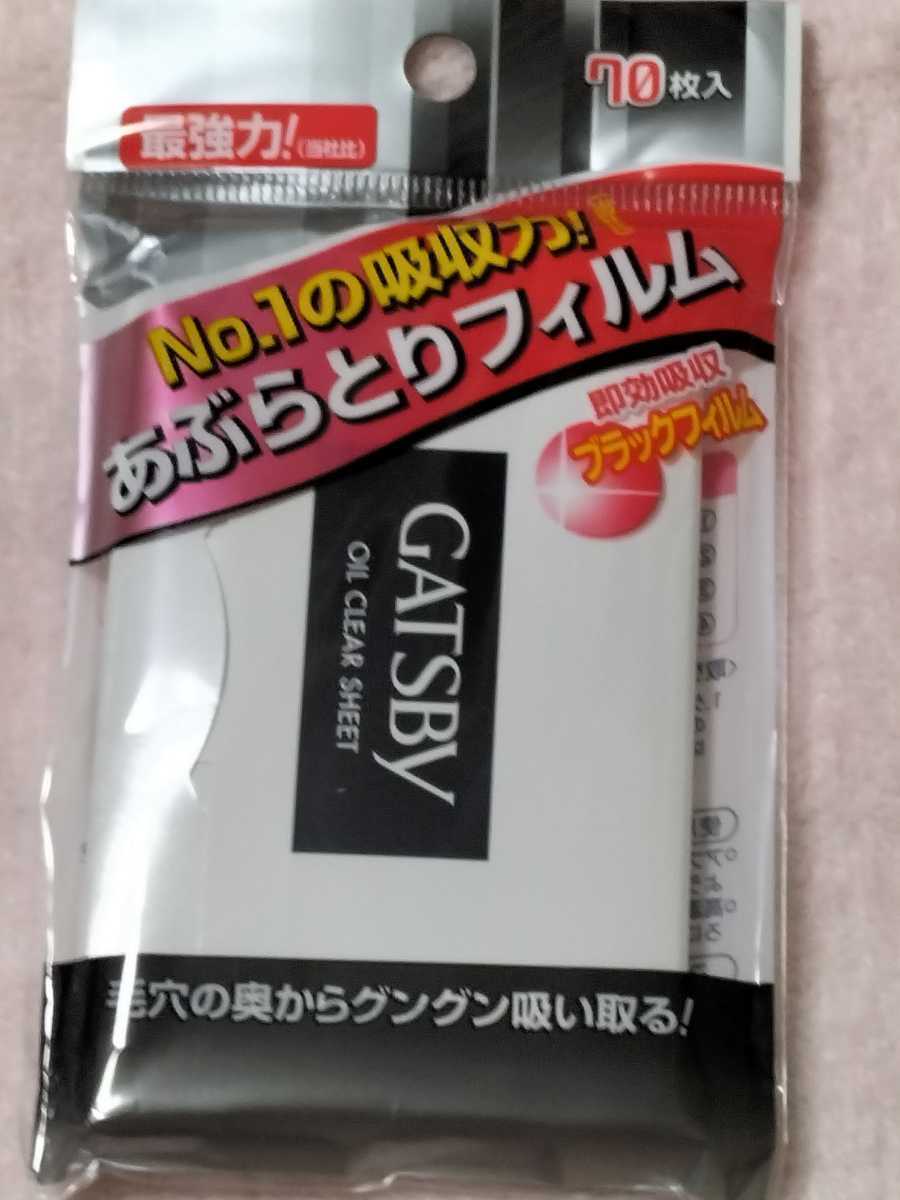 70枚入
最強力!(当社比)
No.1の吸収力!
あぶらとりフィルム
即効吸収
ブラックフィルム
GATSBY
OIL CLEAR SHEET
毛穴の奥からグングン吸い取る!